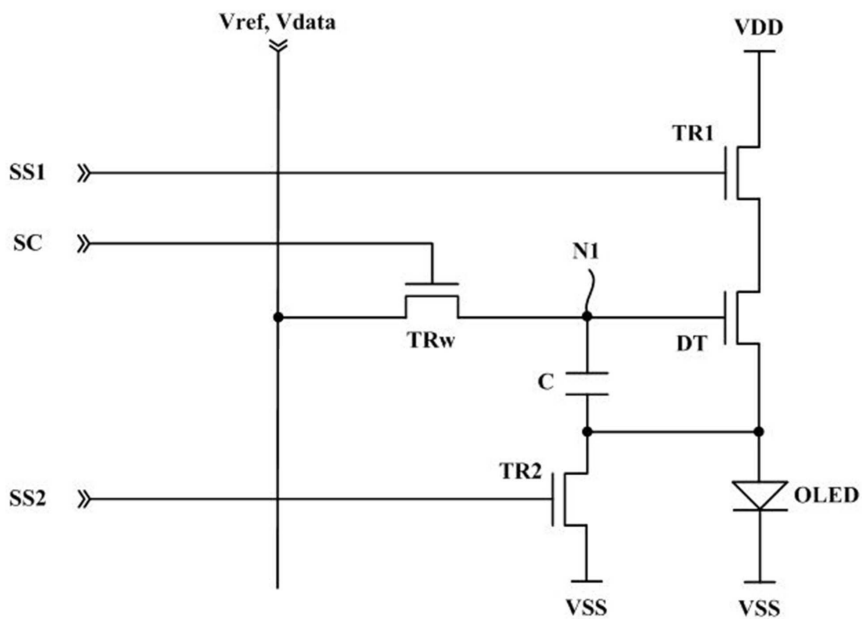 Vref, Vdata
VDD
TR1
SS1
SC
N1
TRw
DT
C
TR2
SS2
OLED
VSS
VSS